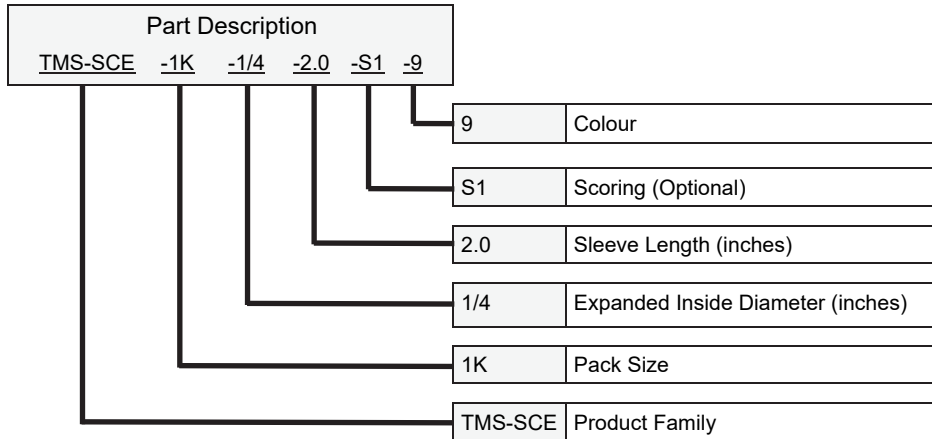 Part Description
TMS-SCE -1K -1/4 -2.0 -S1 -9
9 Colour
S1 Scoring (Optional)
2.0 Sleeve Length (inches)
1/4 Expanded Inside Diameter (inches)
1K Pack Size
TMS-SCE Product Family